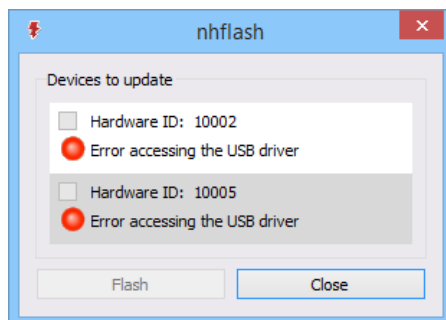 nhflash
Devices to update
Hardware ID: 10002
Error accessing the USB driver
Hardware ID: 10005
Error accessing the USB driver
Flash
Close